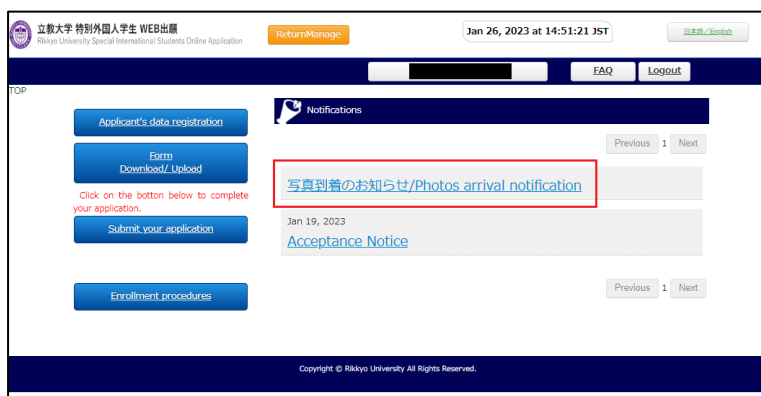 立教大学 特別外国人学生 WEB出願
Rikkyo University Special International Students Online Application
ReturnManage
Jan 26, 2023 at 14:51:21 JST
日本語／English
FAQ
Logout
TOP
Applicant's data registration
Form
Download/ Upload
Click on the botton below to complete
your application.
Submit your application
Enrollment procedures
Notifications
Previous 1 Next
写真到着のお知らせ/Photos arrival notification
Jan 19, 2023
Acceptance Notice
Previous 1 Next
Copyright © Rikkyo University All Rights Reserved.